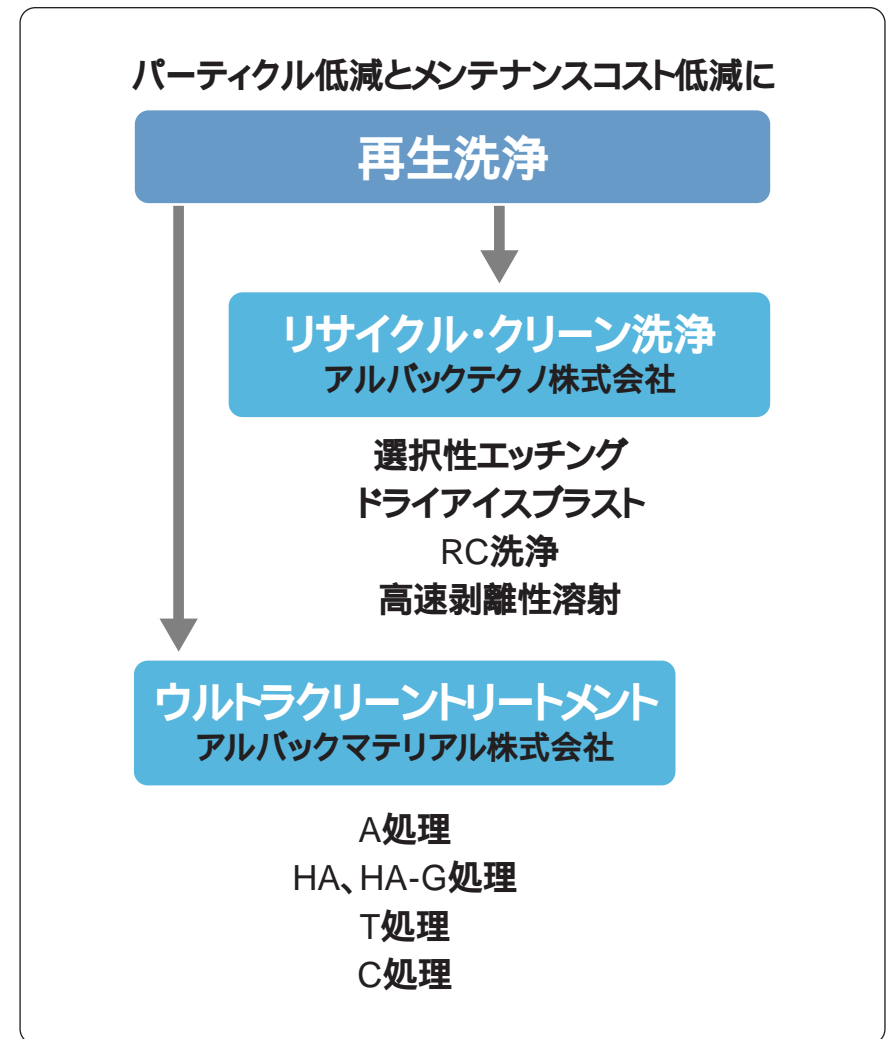 パーティクル低減とメンテナンスコスト低減に
再生洗浄
リサイクル・クリーン洗浄
アルバックテクノ株式会社
選択性エッチング
ドライアイスブラスト
RC洗浄
高速剥離性溶射
ウルトラクリーントリートメント
アルバックマテリアル株式会社
A処理
HA、HA-G処理
T処理
C処理